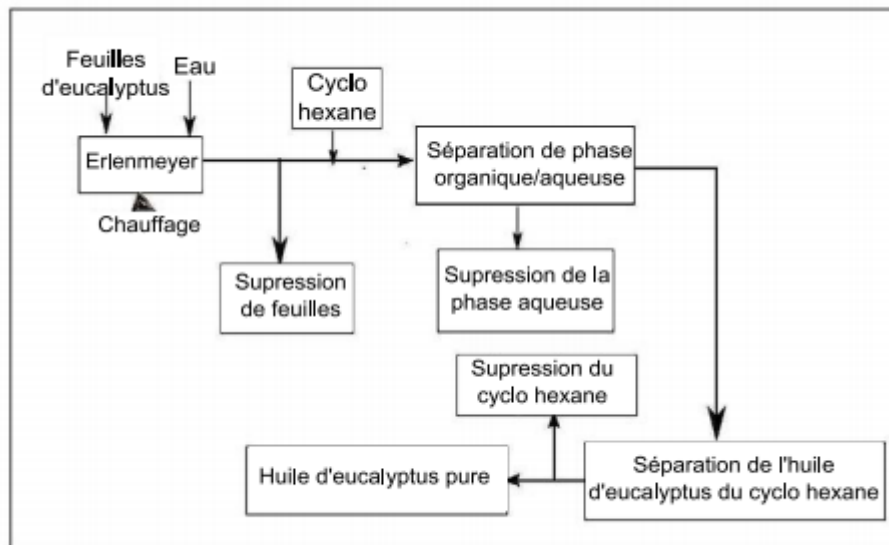 Feuilles
d'eucalyptus
Eau
Cyclo
hexane
Erlenmeyer
Chauffage
Séparation de phase
organique/aqueuse
Supression
de feuilles
Supression de la
phase aqueuse
Supression du
cyclo hexane
Huile d'eucalyptus pure
Séparation de l'huile
d'eucalyptus du cyclo hexane